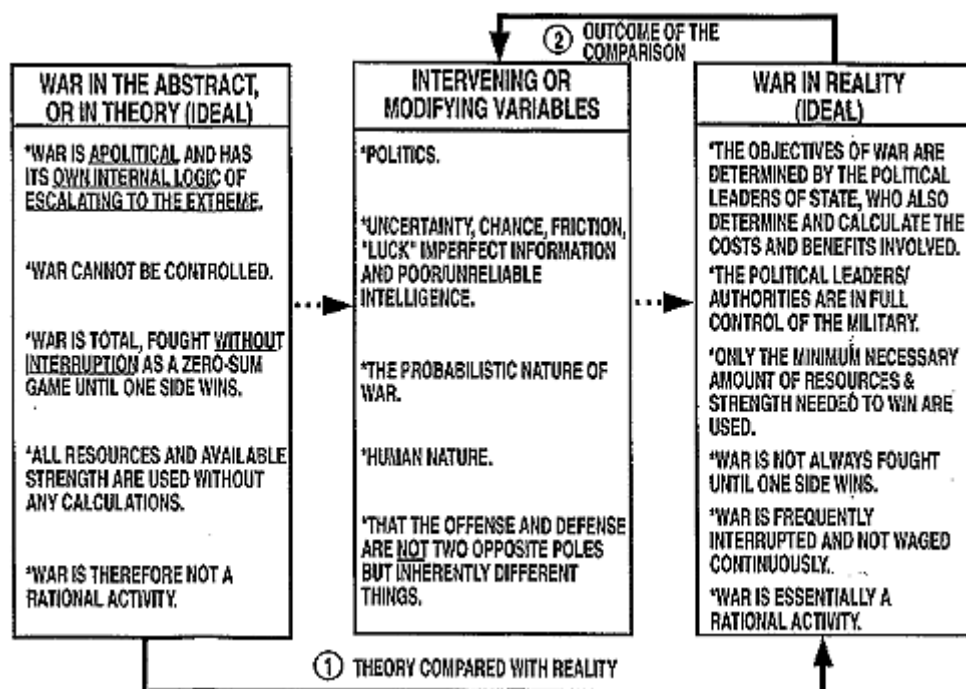 ② OUTCOME OF THE
COMPARISON
WAR IN THE ABSTRACT,
OR IN THEORY (IDEAL)
*WAR IS APOLITICAL AND HAS
ITS OWN INTERNAL LOGIC OF
ESCALATING TO THE EXTREME.
*WAR CANNOT BE CONTROLLED.
*WAR IS TOTAL, FOUGHT WITHOUT
INTERRUPTION AS A ZERO-SUM
GAME UNTIL ONE SIDE WINS.
*ALL RESOURCES AND AVAILABLE
STRENGTH ARE USED WITHOUT
ANY CALCULATIONS.
*WAR IS THEREFORE NOT A
RATIONAL ACTIVITY.
INTERVENING OR
MODIFYING VARIABLES
*POLITICS.
*UNCERTAINTY, CHANCE, FRICTION,
"LUCK" IMPERFECT INFORMATION
AND POOR/UNRELIABLE
INTELLIGENCE.
*THE PROBABILISTIC NATURE OF
WAR.
*HUMAN NATURE.
*THAT THE OFFENSE AND DEFENSE
ARE NOT TWO OPPOSITE POLES
BUT INHERENTLY DIFFERENT
THINGS.
WAR IN REALITY
(IDEAL)
*THE OBJECTIVES OF WAR ARE
DETERMINED BY THE POLITICAL
LEADERS OF STATE, WHO ALSO
DETERMINE AND CALCULATE THE
COSTS AND BENEFITS INVOLVED.
*THE POLITICAL LEADERS/
AUTHORITIES ARE IN FULL
CONTROL OF THE MILITARY.
*ONLY THE MINIMUM NECESSARY
AMOUNT OF RESOURCES &
STRENGTH NEEDED TO WIN ARE
USED.
*WAR IS NOT ALWAYS FOUGHT
UNTIL ONE SIDE WINS.
*WAR IS FREQUENTLY
INTERRUPTED AND NOT WAGED
CONTINUOUSLY.
*WAR IS ESSENTIALLY A
RATIONAL ACTIVITY.
① THEORY COMPARED WITH REALITY